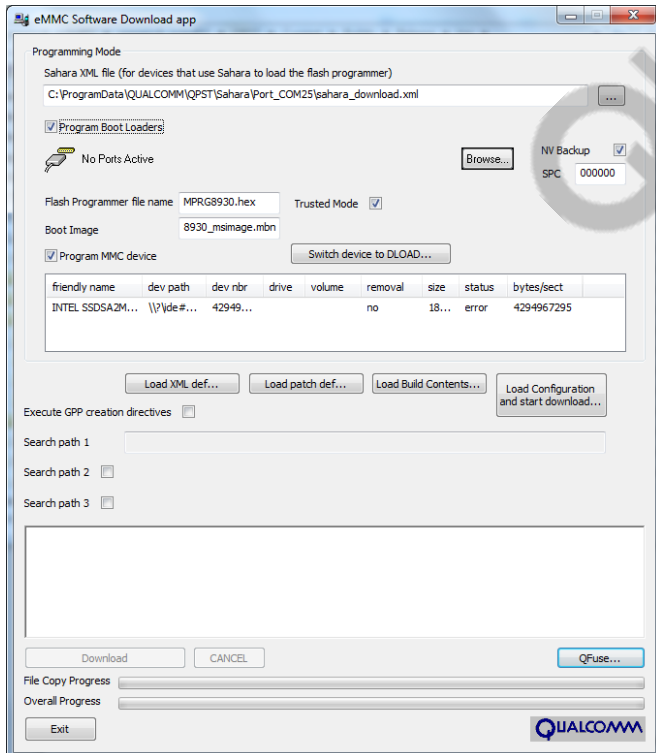 eMMC Software Download app
Programming Mode
Sahara XML file (for devices that use Sahara to load the flash programmer)
C:\ProgramData\QUALCOMM\QPST\Sahara\Port_COM25\sahara_download.xml
...
Program Boot Loaders
No Ports Active
Browse...
NV Backup
SPC 000000
Flash Programmer file name MPRG8930.hex Trusted Mode
Boot Image 8930_msimage.mbn
Program MMC device Switch device to DLOAD...
friendly name dev path dev nbr drive volume removal size status bytes/sect
INTEL SSDSA2M... \\?\ide#... 42949... no 18... error 4294967295
Load XML def... Load patch def... Load Build Contents... Load Configuration
and start download...
Execute GPP creation directives
Search path 1
Search path 2
Search path 3
Download CANCEL QFuse...
File Copy Progress
Overall Progress
Exit QUALCOMM